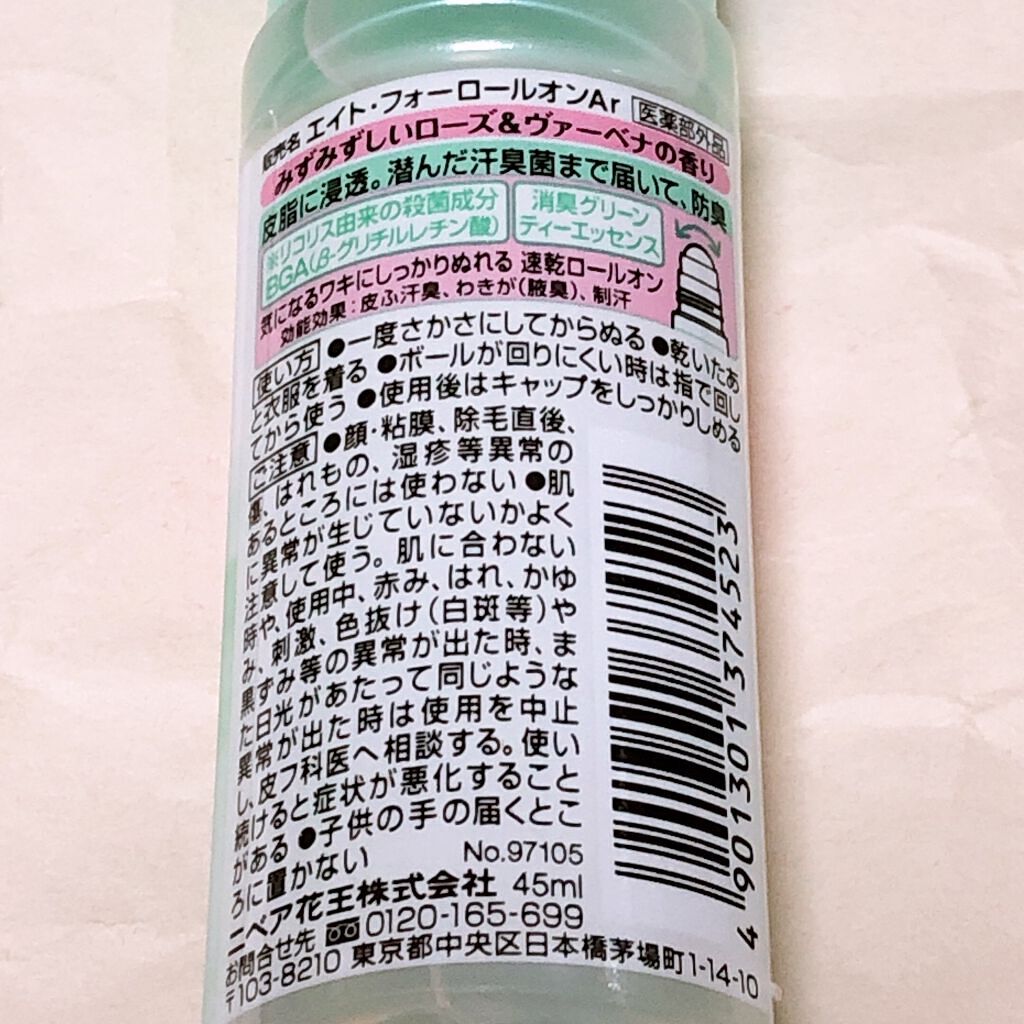 販売名 エイト・フォーロールオンAr 医薬部外品
みずみずしいローズ&ヴァーベナの香り
皮脂に浸透。潜んだ汗臭菌まで届いて、防臭
※リコリス由来の殺菌成分
BGA(β-グリチルレチン酸)
消臭グリーン
ティーエッセンス
気になるワキにしっかりぬれる 速乾ロールオン
効能効果:皮ふ汗臭、わきが(腋臭)、制汗
使い方 ●一度さかさにしてからぬる ●乾いたあ
と衣服を着る ●ボールが回りにくい時は指で回し
てから使う ●使用後はキャップをしっかりしめる
ご注意 ●顔・粘膜、除毛直後、
傷、はれもの、湿疹等異常の
あるところには使わない ●肌
に異常が生じていないかよく
注意して使う。肌に合わない
時や、使用中、赤み、はれ、かゆ
み、刺激、色抜け(白斑等)や
黒ずみ等の異常が出た時、ま
た日光があたって同じような
異常が出た時は使用を中止
し、皮フ科医へ相談する。使い
続けると症状が悪化すること
がある ●子供の手の届くとこ
ろに置かない
No.97105
ニベア花王株式会社 45ml
お問合せ先 0120-165-699
〒103-8210 東京都中央区日本橋茅場町1-14-10
4 901301 374523